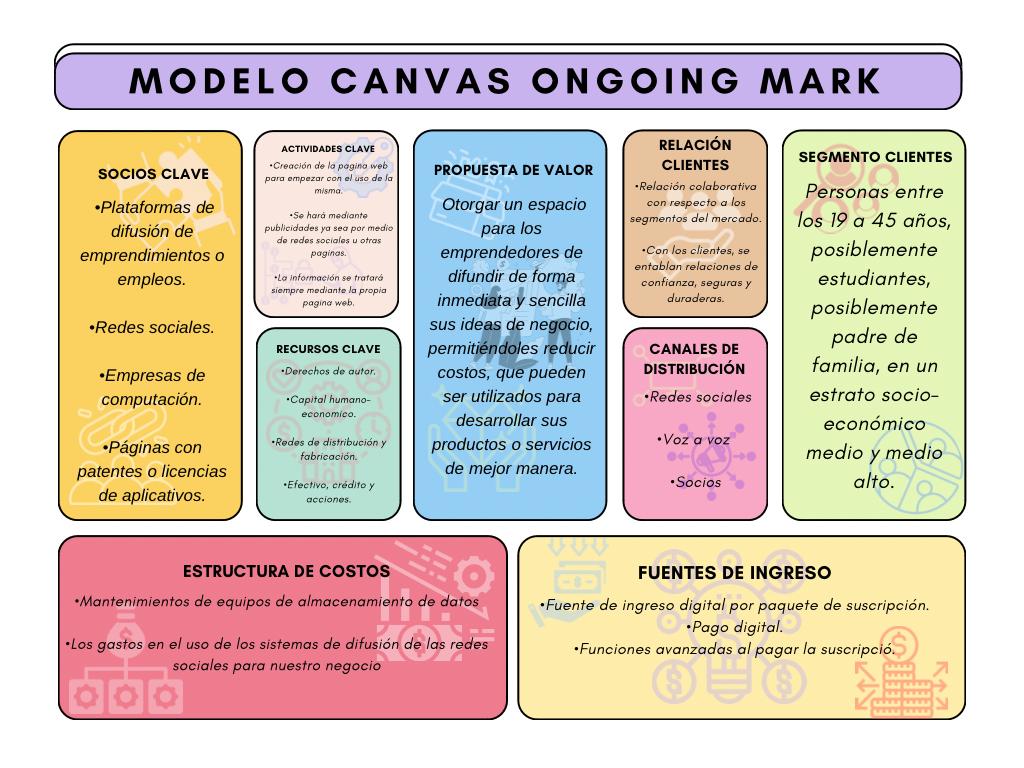 MODELO CANVAS ONGOING MARK
SOCIOS CLAVE
•Plataformas de
difusión de
emprendimientos o
empleos.
•Redes sociales.
•Empresas de
computación.
•Páginas con
patentes o licencias
de aplicativos.
ACTIVIDADES CLAVE
•Creación de la pagina web
para empezar con el uso de la
misma.
•Se hará mediante
publicidades ya sea por medio
de redes sociales u otras
paginas.
•La información se tratará
siempre mediante la propia
pagina web.
RECURSOS CLAVE
•Derechos de autor.
•Capital humano-
economico.
•Redes de distribución y
fabricación.
•Efectivo, crédito y
acciones.
PROPUESTA DE VALOR
Otorgar un espacio
para los
emprendedores de
difundir de forma
inmediata y sencilla
sus ideas de negocio,
permitiéndoles reducir
costos, que pueden
ser utilizados para
desarrollar sus
productos o servicios
de mejor manera.
RELACIÓN
CLIENTES
•Relación colaborativa
con respecto a los
segmentos del mercado.
•Con los clientes, se
entablan relaciones de
confianza, seguras y
duraderas.
CANALES DE
DISTRIBUCIÓN
•Redes sociales
•Voz a voz
•Socios
SEGMENTO CLIENTES
Personas entre
los 19 a 45 años,
posiblemente
estudiantes,
posiblemente
padre de
familia, en un
estrato socio-
económico
medio y medio
alto.
ESTRUCTURA DE COSTOS
•Mantenimientos de equipos de almacenamiento de datos
•Los gastos en el uso de los sistemas de difusión de las redes
sociales para nuestro negocio
FUENTES DE INGRESO
•Fuente de ingreso digital por paquete de suscripción.
•Pago digital.
•Funciones avanzadas al pagar la suscripció.